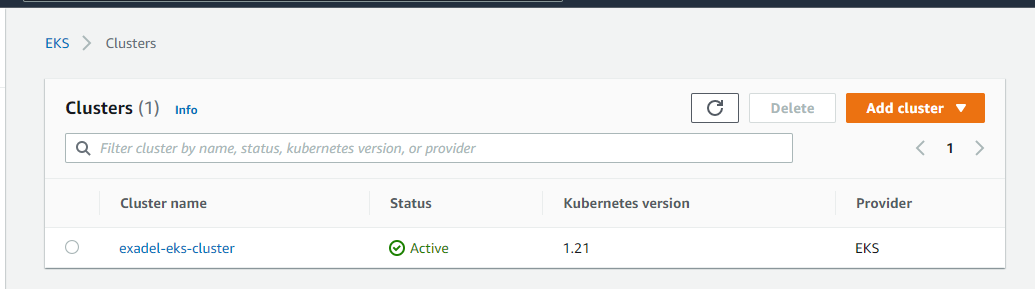 EKS > Clusters
Clusters (1) Info
Delete
Add cluster
Filter cluster by name, status, kubernetes version, or provider
1
Cluster name Status Kubernetes version Provider
exadel-eks-cluster Active 1.21 EKS